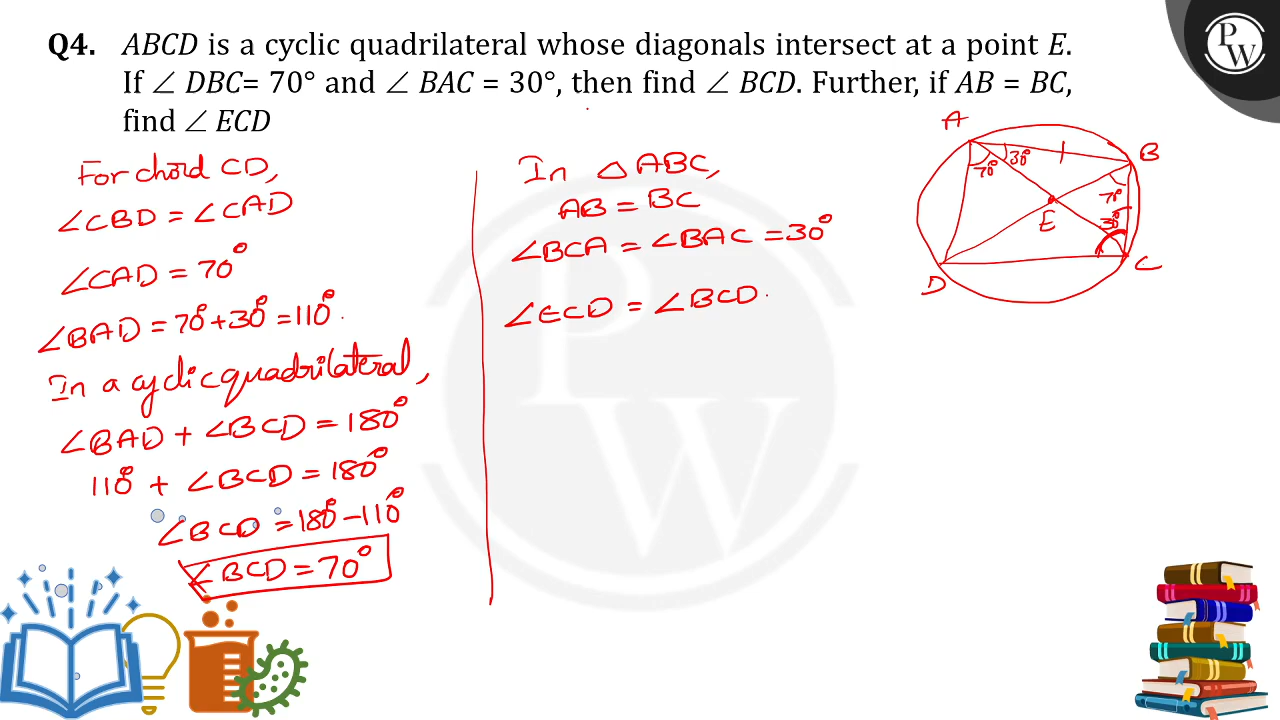 Q4. ABCD is a cyclic quadrilateral whose diagonals intersect at a point E.
If ∠ DBC= 70° and ∠ BAC = 30°, then find ∠ BCD. Further, if AB = BC,
find ∠ ECD
For chord CD,
∠CBD = ∠CAD
∠CAD = 70°
∠BAD = 70°+30° = 110°.
In a cyclic quadrilateral,
∠BAD + ∠BCD = 180°
110° + ∠BCD = 180°
∠BCD = 180°-110°
∠BCD = 70°
In △ABC,
AB = BC
∠BCA = ∠BAC = 30°
∠ECD = ∠BCD
A
70° 30°
B
70°
E
30°
C
D
PW
PW